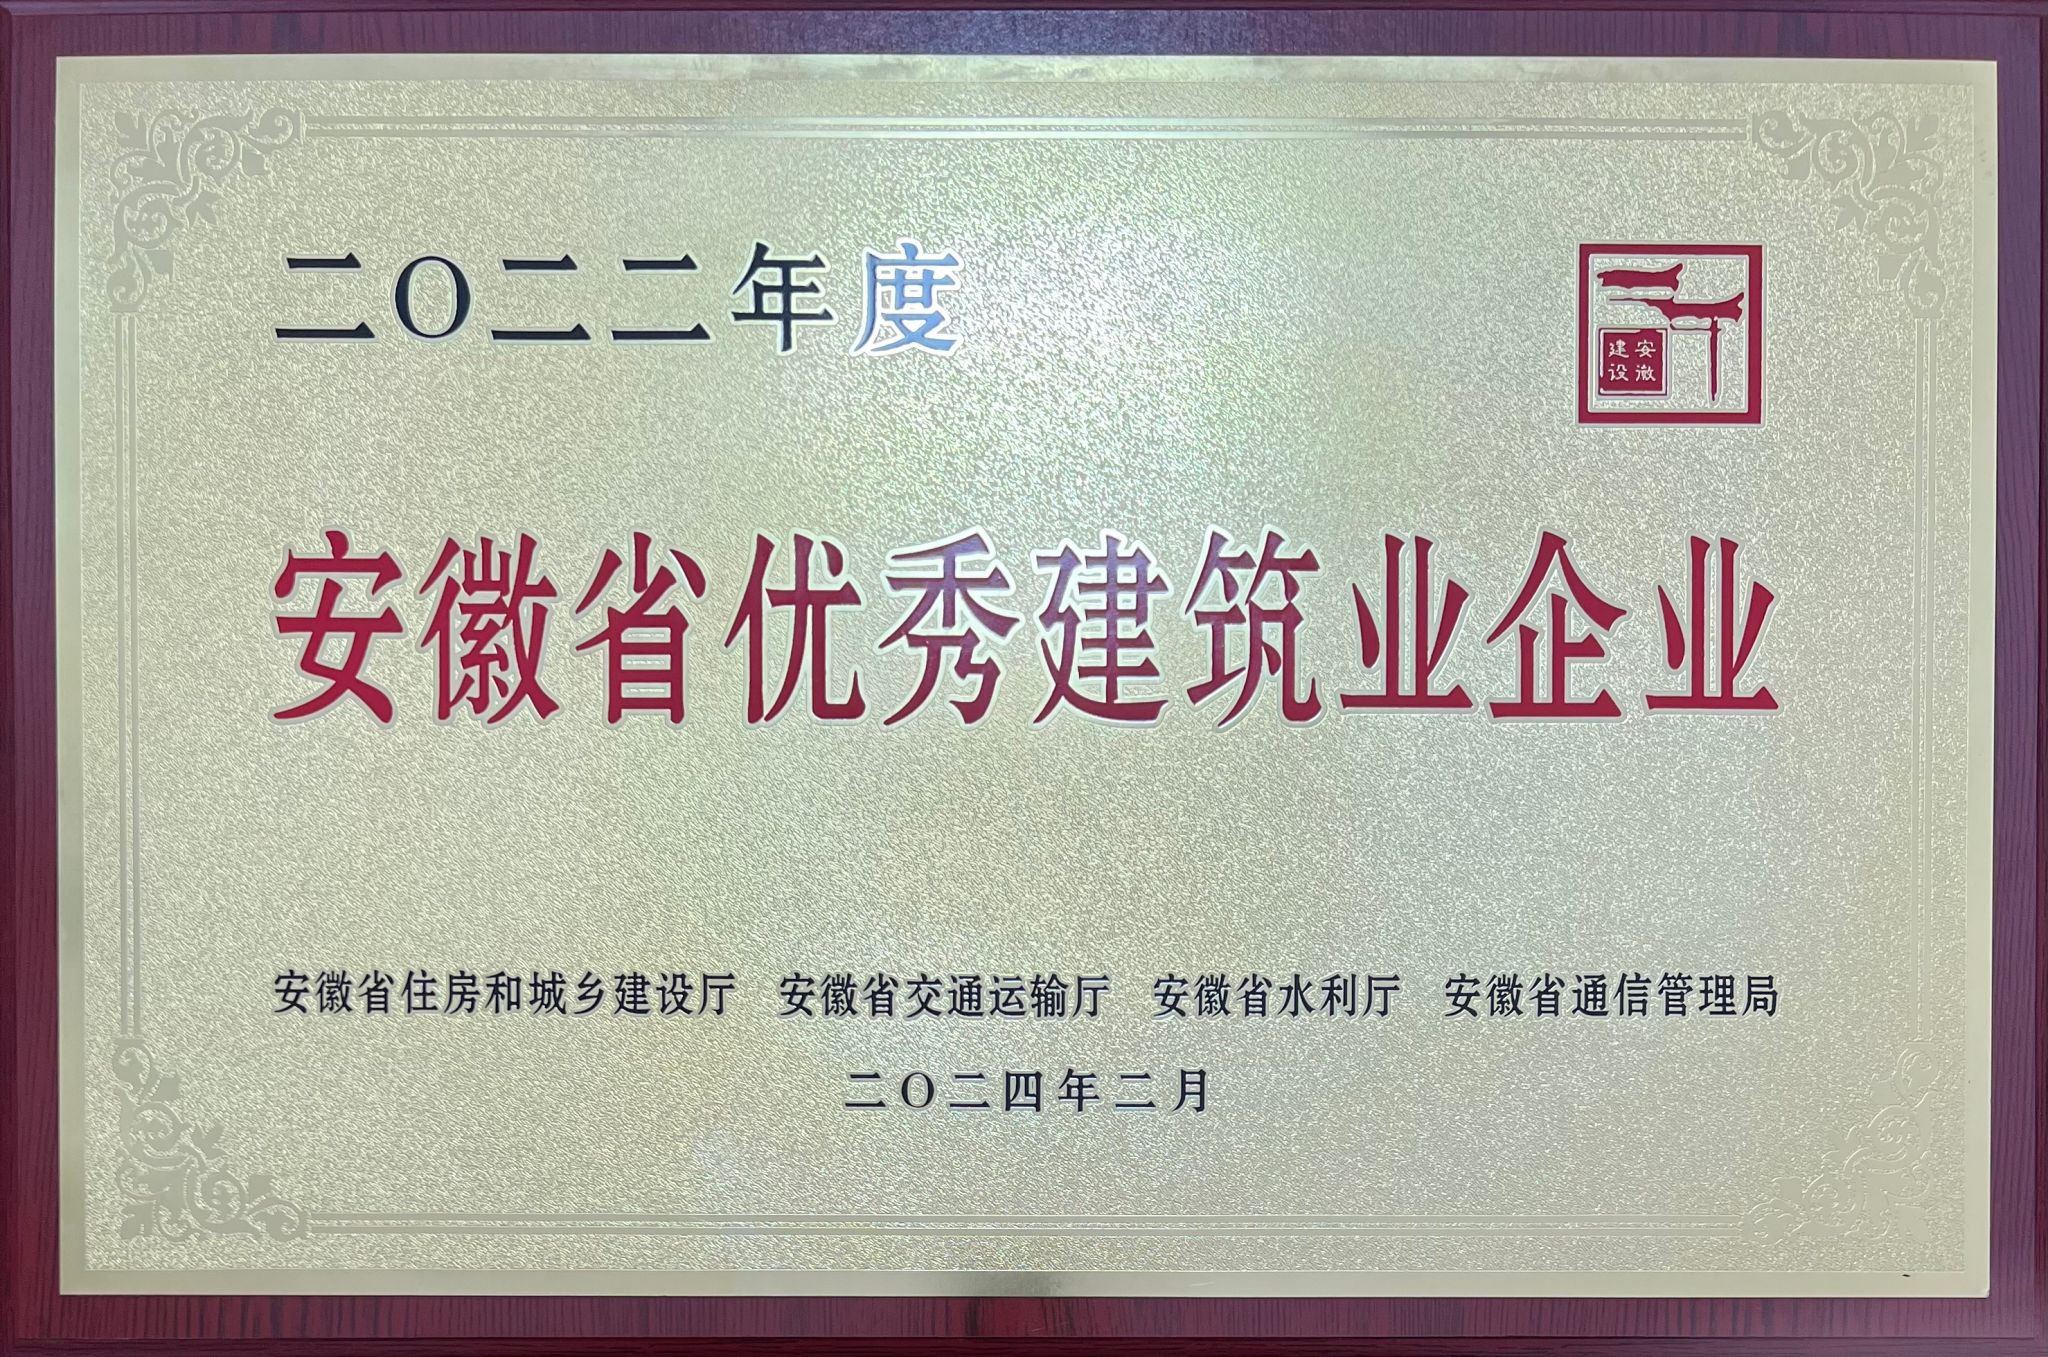 二〇二二年度
安徽建设
安徽省优秀建筑业企业
安徽省住房和城乡建设厅 安徽省交通运输厅 安徽省水利厅 安徽省通信管理局
二〇二四年二月